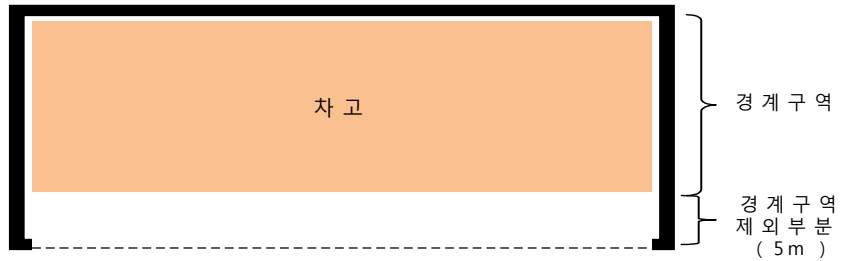 차 고
경 계 구 역
경 계 구 역
제 외 부 분
( 5m )